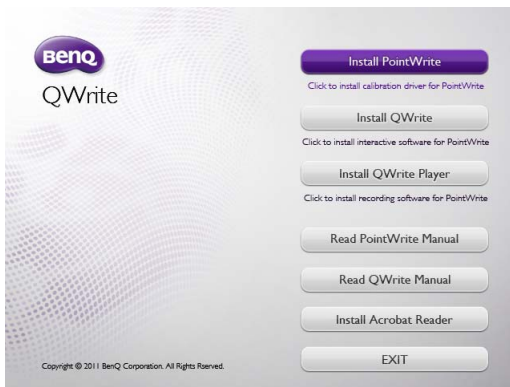 BenQ
QWrite
Install PointWrite
Click to install calibration driver for PointWrite
Install QWrite
Click to install interactive software for PointWrite
Install QWrite Player
Click to install recording software for PointWrite
Read PointWrite Manual
Read QWrite Manual
Install Acrobat Reader
EXIT
Copyright © 2011 BenQ Corporation. All Rights Rserved.